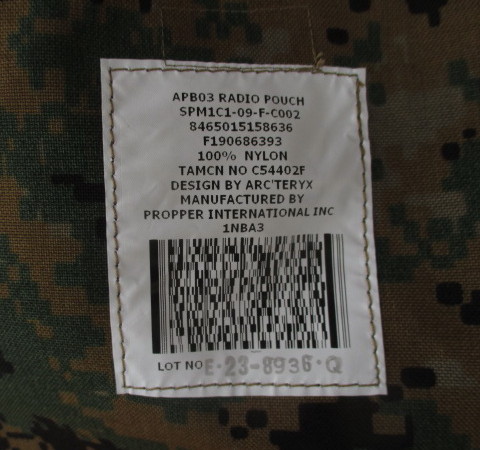 APB03 RADIO POUCH
SPM1C1-09-F-C002
8465015158636
F190686393
100% NYLON
TAMCN NO C54402F
DESIGN BY ARC'TERYX
MANUFACTURED BY
PROPPER INTERNATIONAL INC
1NBA3
LOT NO E-23-8936-Q